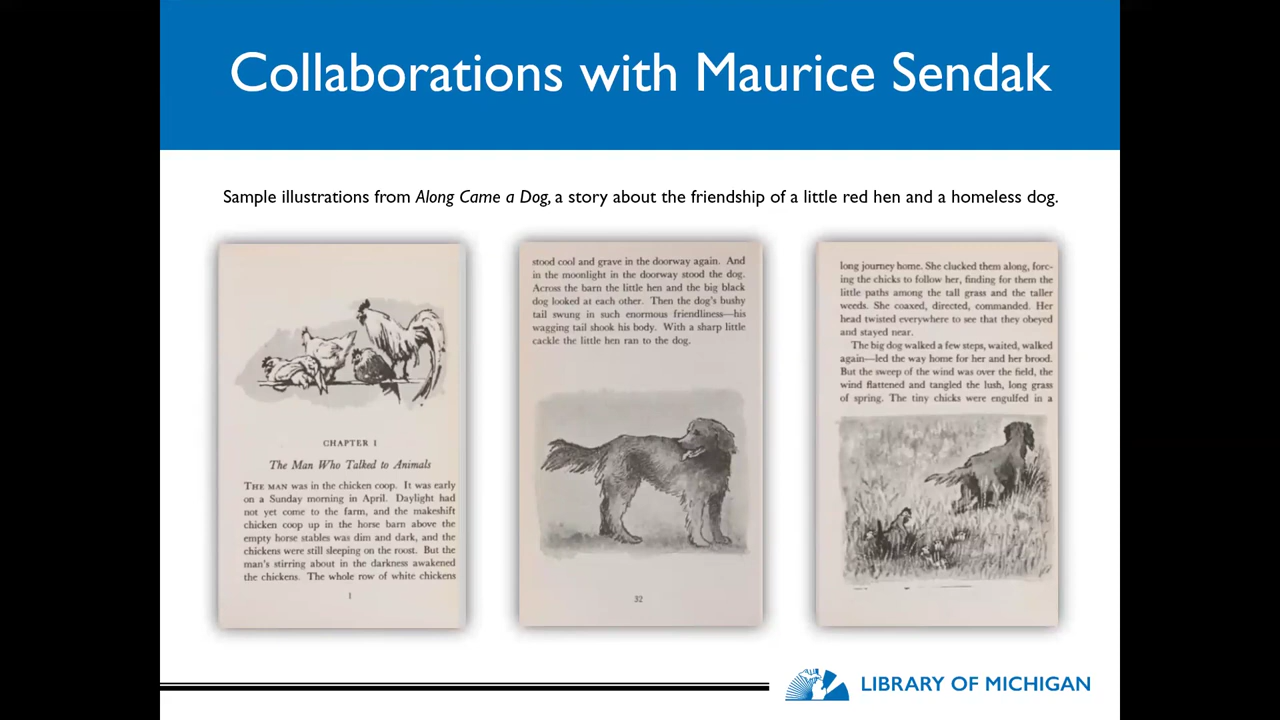 Collaborations with Maurice Sendak
Sample illustrations from Along Came a Dog, a story about the friendship of a little red hen and a homeless dog.
CHAPTER 1
The Man Who Talked to Animals
THE MAN was in the chicken coop. It was early
on a Sunday morning in April. Daylight had
not yet come to the farm, and the makeshift
chicken coop up in the horse barn above the
empty horse stables was dim and dark, and the
chickens were still sleeping on the roost. But the
man's stirring about in the darkness awakened
the chickens. The whole row of white chickens
1
stood cool and grave in the doorway again. And
in the moonlight in the doorway stood the dog.
Across the barn the little hen and the big black
dog looked at each other. Then the dog's bushy
tail swung in such enormous friendliness—his
wagging tail shook his body. With a sharp little
cackle the little hen ran to the dog.
32
long journey home. She clucked them along, forc-
ing the chicks to follow her, finding for them the
little paths among the tall grass and the taller
weeds. She coaxed, directed, commanded. Her
head twisted everywhere to see that they obeyed
and stayed near.
The big dog walked a few steps, waited, walked
again—led the way home for her and her brood.
But the sweep of the wind was over the field, the
wind flattened and tangled the lush, long grass
of spring. The tiny chicks were engulfed in a
LIBRARY OF MICHIGAN